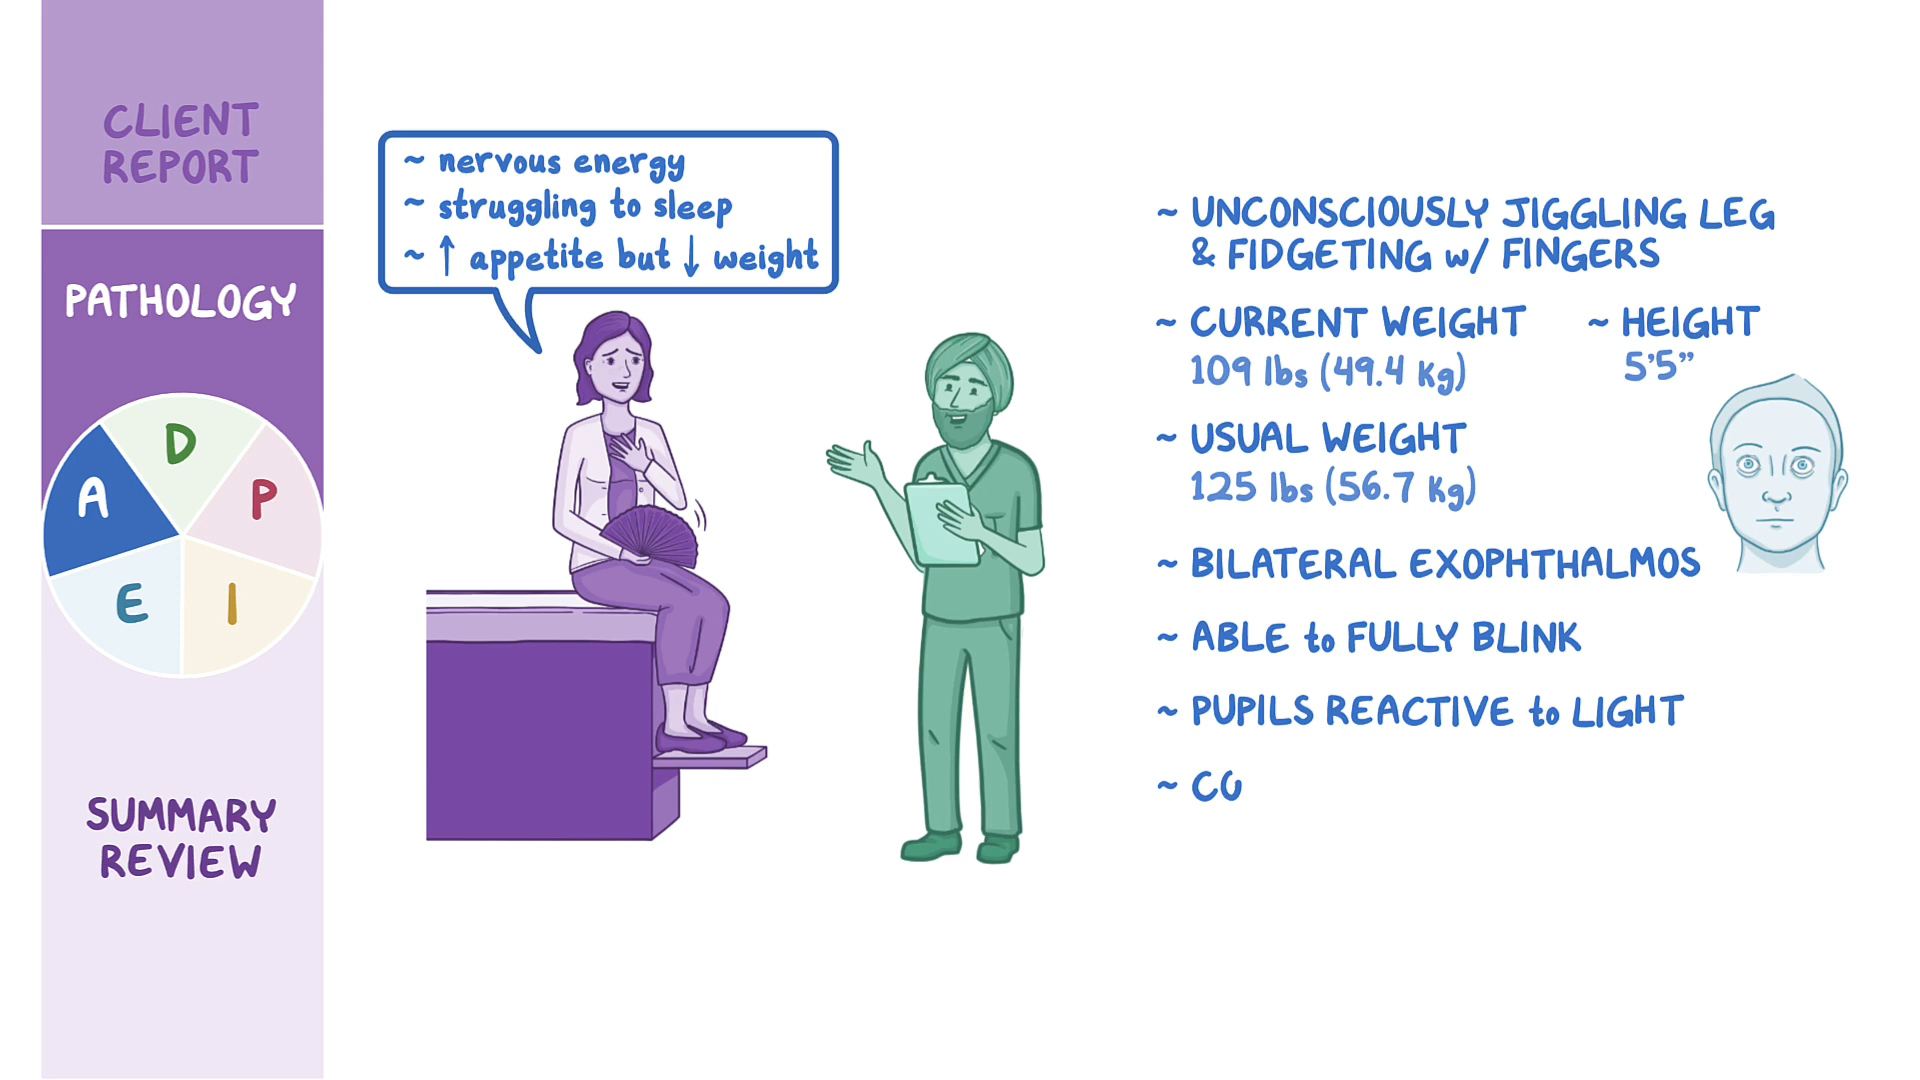 CLIENT
REPORT
PATHOLOGY
A
D
P
E
I
SUMMARY
REVIEW
~ nervous energy
~ struggling to sleep
~ ↑ appetite but ↓ weight
~ UNCONSCIOUSLY JIGGLING LEG
& FIDGETING w/ FINGERS
~ CURRENT WEIGHT
109 lbs (49.4 Kg)
~ HEIGHT
5'5"
~ USUAL WEIGHT
125 lbs (56.7 Kg)
~ BILATERAL EXOPHTHALMOS
~ ABLE to FULLY BLINK
~ PUPILS REACTIVE to LIGHT
~ CO